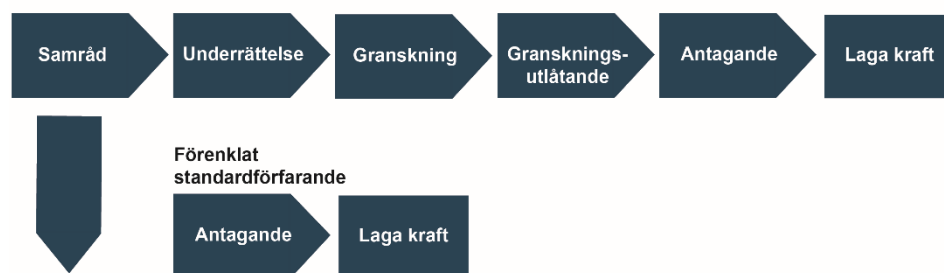 Samråd
Underrättelse
Granskning
Gransknings-
utlåtande
Antagande
Laga kraft
Förenklat
standardförfarande
Antagande
Laga kraft